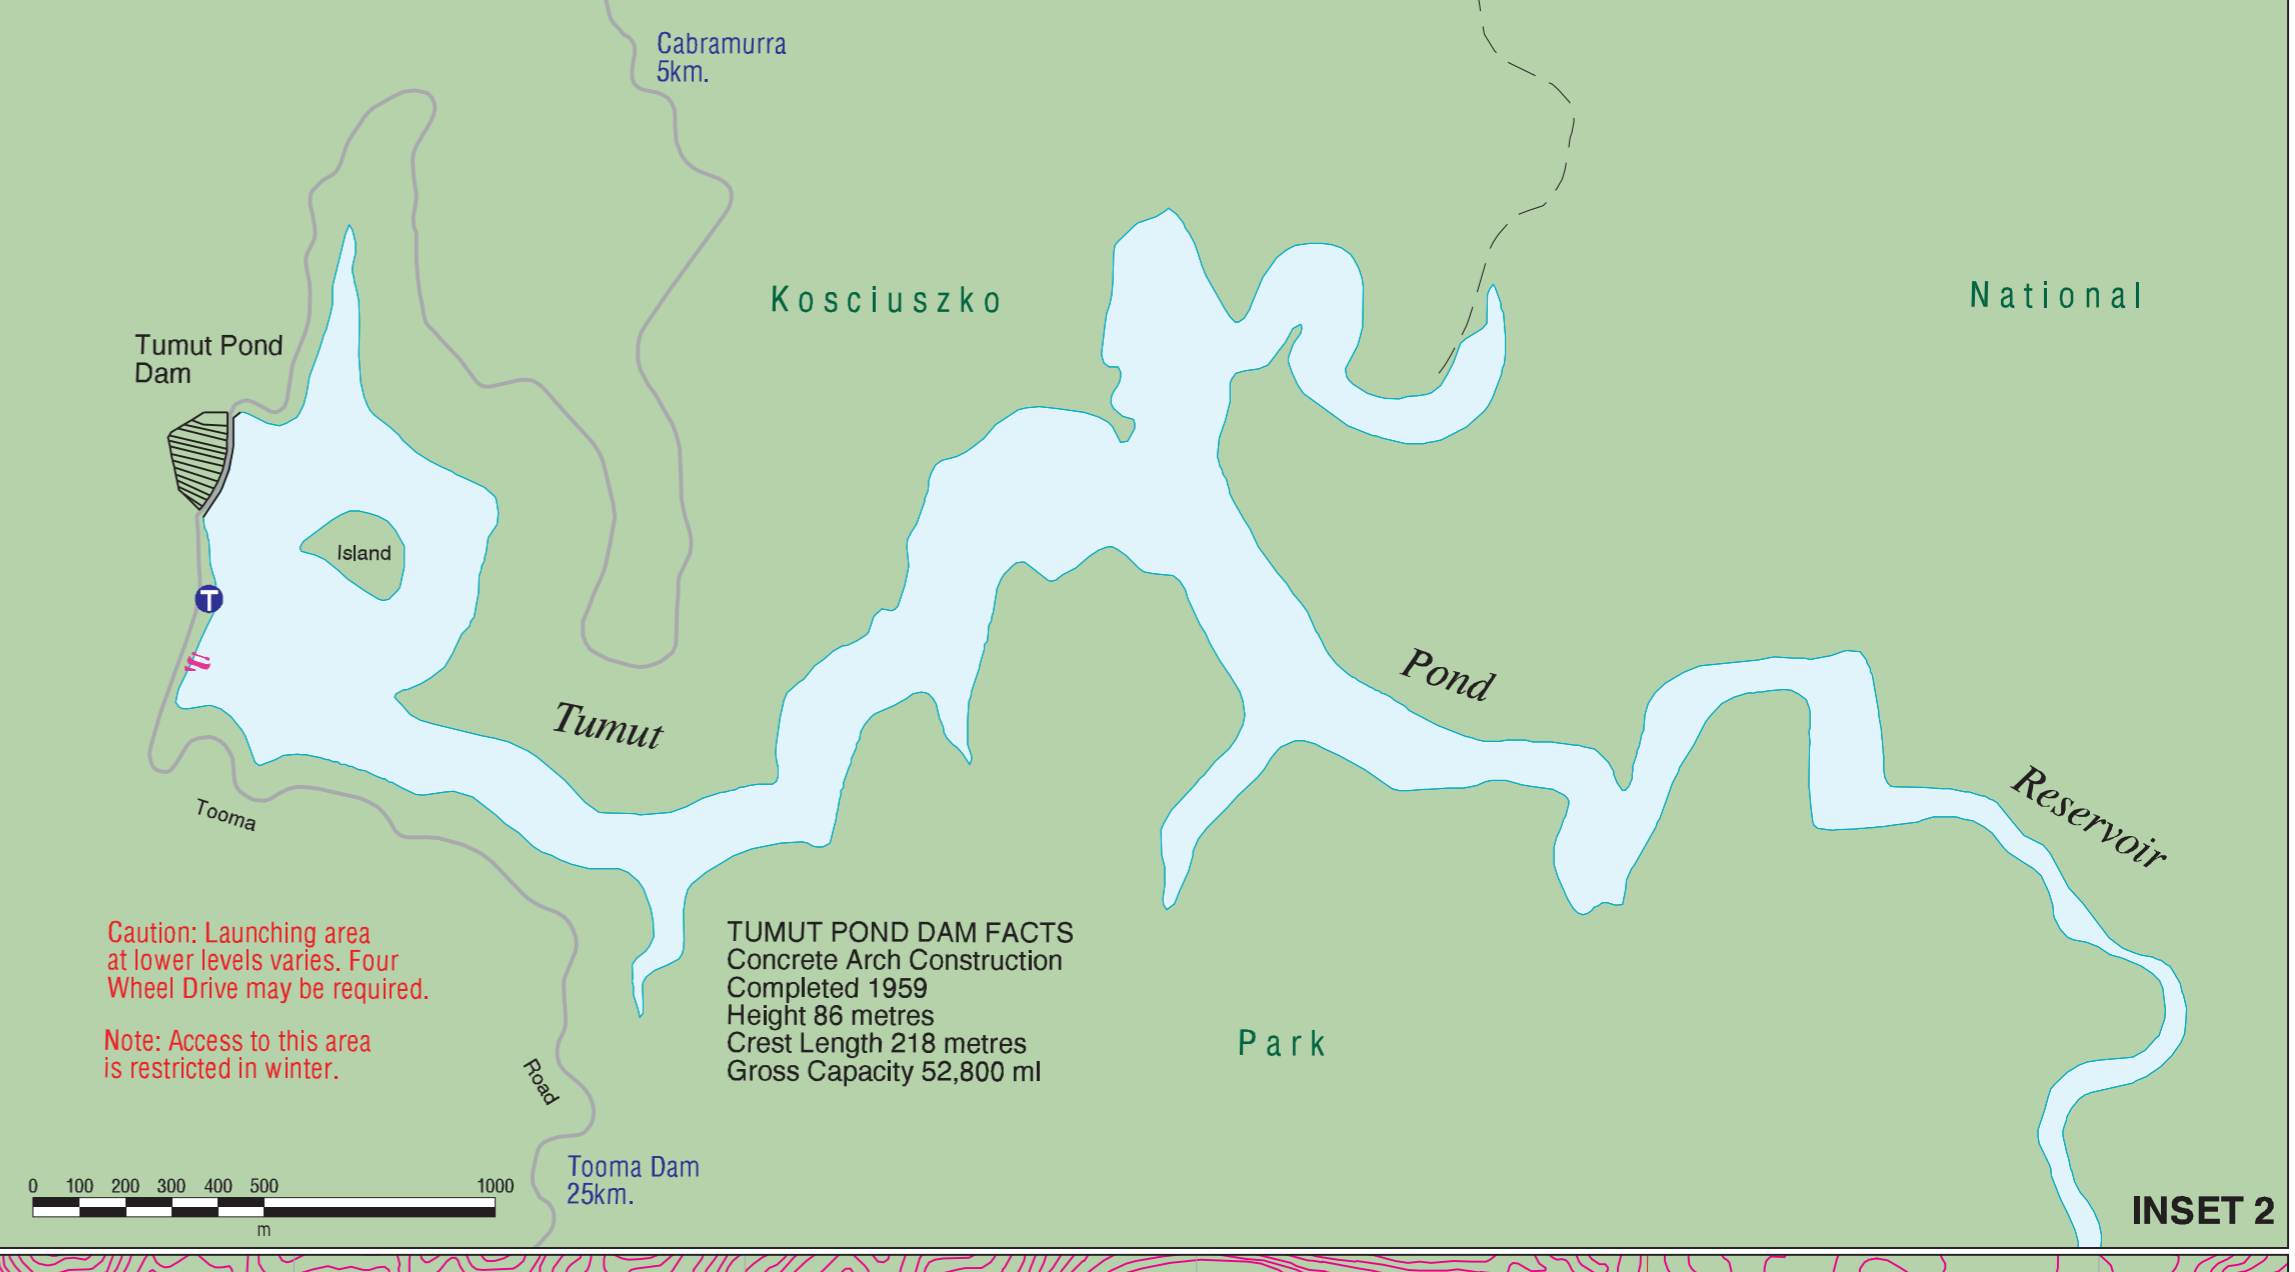 Cabramurra
5km.
Kosciuszko
National
Tumut Pond
Dam
Island
T
Pond
Tumut
Reservoir
Tooma
Caution: Launching area
at lower levels varies. Four
Wheel Drive may be required.
Note: Access to this area
is restricted in winter.
TUMUT POND DAM FACTS
Concrete Arch Construction
Completed 1959
Height 86 metres
Crest Length 218 metres
Gross Capacity 52,800 ml
Park
Road
Tooma Dam
25km.
0 100 200 300 400 500 1000
m
INSET 2